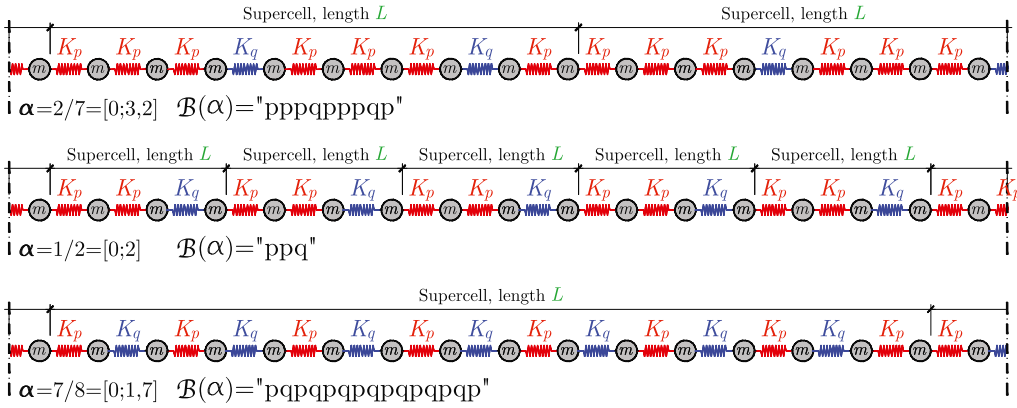 Supercell, length L Supercell, length L
K_p K_p K_p K_q K_p K_p K_p K_q K_p K_p K_p K_p K_q K_p K_p K_p
m m m m m m m m m m m m m m m m m
α=2/7=[0;3,2] ℬ(α)="pppqpppqp"
Supercell, length L Supercell, length L Supercell, length L Supercell, length L Supercell, length L
K_p K_p K_q K_p K_p K_q K_p K_p K_q K_p K_p K_q K_p K_p K_q K_p K_p
m m m m m m m m m m m m m m m m m
α=1/2=[0;2] ℬ(α)="ppq"
Supercell, length L
K_p K_q K_p K_q K_p K_q K_p K_q K_p K_q K_p K_q K_p K_q K_p K_p
m m m m m m m m m m m m m m m m m
α=7/8=[0;1,7] ℬ(α)="pqpqpqpqpqpqpqp"